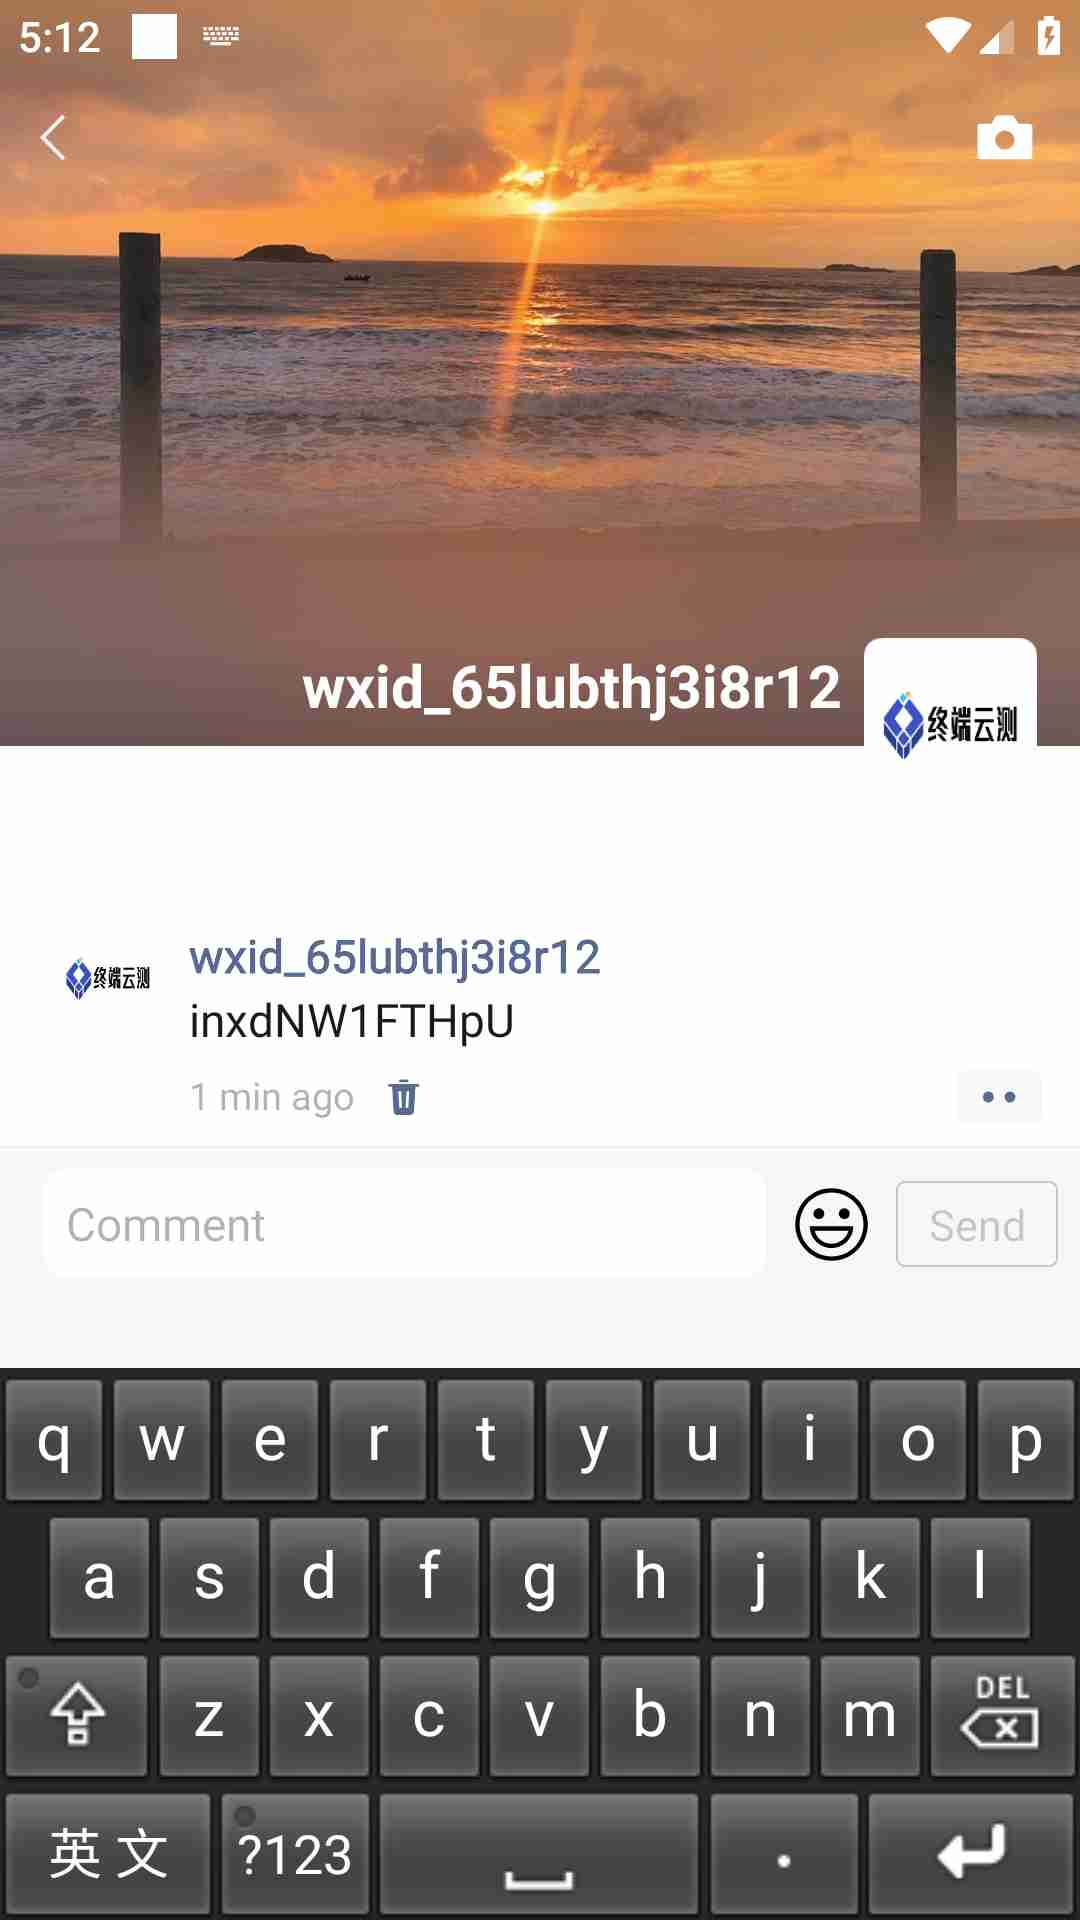 5:12
wxid_65lubthj3i8r12
终端云测
wxid_65lubthj3i8r12
终端云测
inxdNW1FTHpU
1 min ago
Comment
Send
q w e r t y u i o p
a s d f g h j k l
z x c v b n m DEL
英文 ?123 .